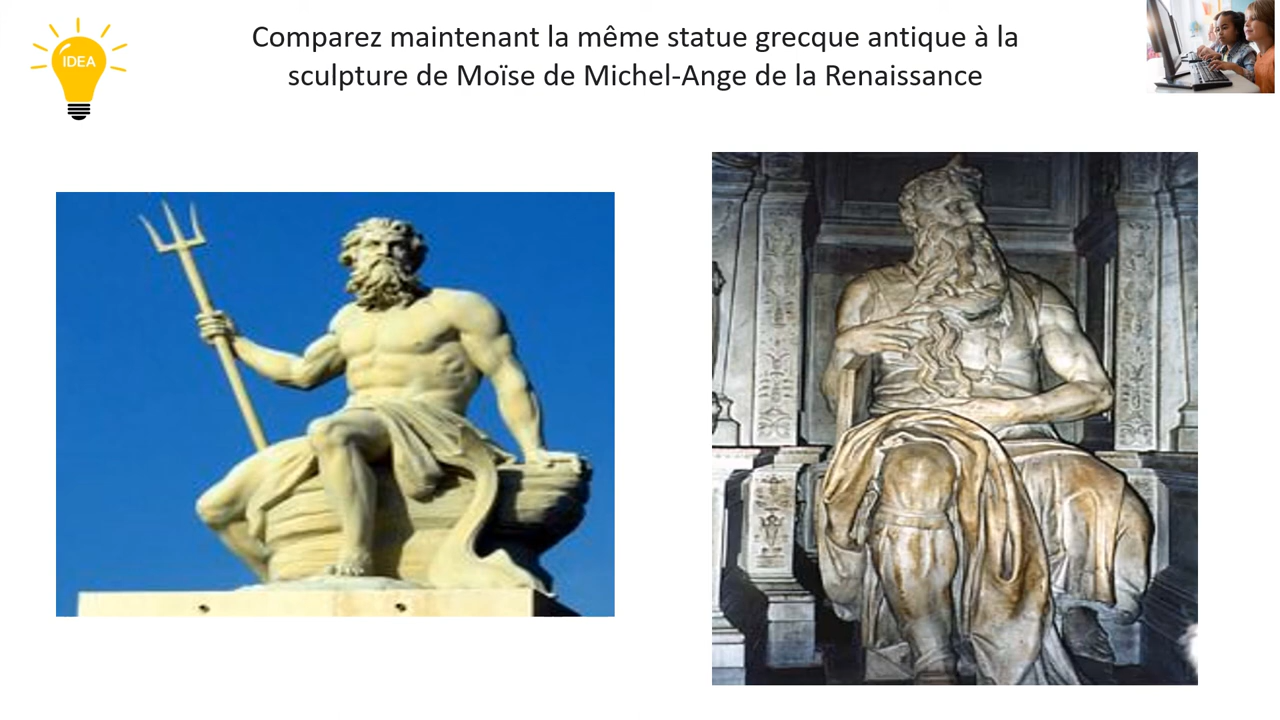 IDEA
Comparez maintenant la même statue grecque antique à la
sculpture de Moïse de Michel-Ange de la Renaissance